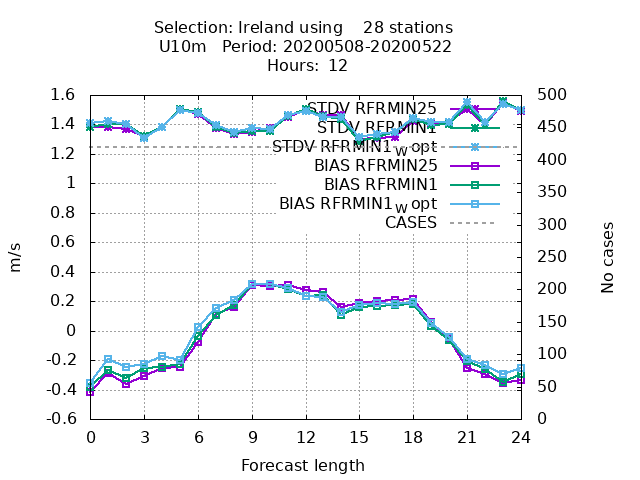 Selection: Ireland using    28 stations
U10m   Period: 20200508-20200522
Hours:  12
STDV RFRMIN25
STDV RFRMIN1
STDV RFRMIN1_w opt
BIAS RFRMIN25
BIAS RFRMIN1
BIAS RFRMIN1_w opt
CASES
1.6
1.4
1.2
1
0.8
0.6
0.4
0.2
0
-0.2
-0.4
-0.6
500
450
400
350
300
250
200
150
100
50
0
m/s
No cases
0 3 6 9 12 15 18 21 24
Forecast length